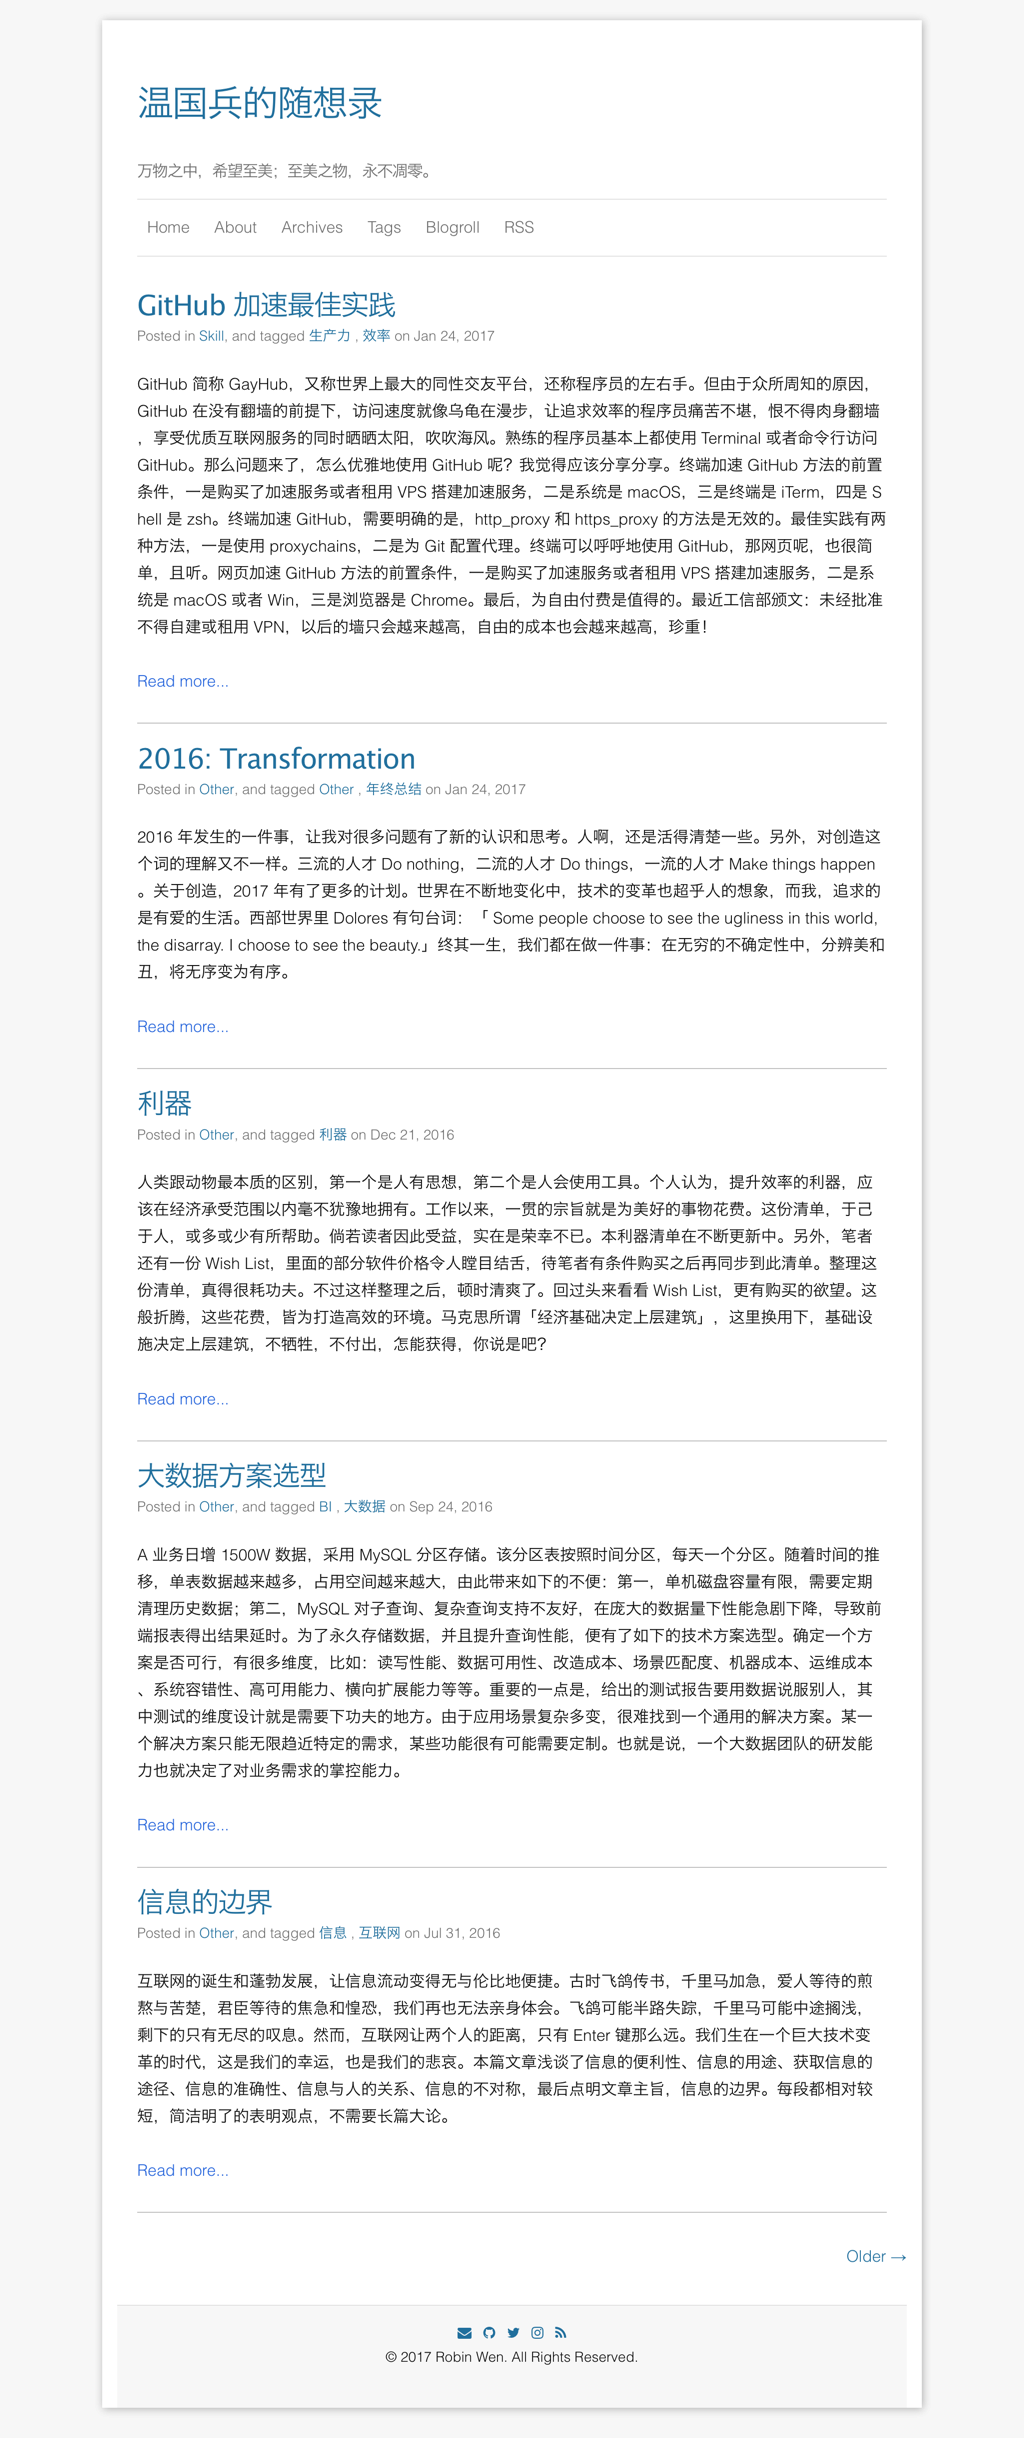 温国兵的随想录
万物之中，希望至美；至美之物，永不凋零。
Home About Archives Tags Blogroll RSS
GitHub 加速最佳实践
Posted in Skill, and tagged 生产力 , 效率 on Jan 24, 2017
GitHub 简称 GayHub，又称世界上最大的同性交友平台，还称程序员的左右手。但由于众所周知的原因，
GitHub 在没有翻墙的前提下，访问速度就像乌龟在漫步，让追求效率的程序员痛苦不堪，恨不得肉身翻墙
，享受优质互联网服务的同时晒晒太阳，吹吹海风。熟练的程序员基本上都使用 Terminal 或者命令行访问
GitHub。那么问题来了，怎么优雅地使用 GitHub 呢？我觉得应该分享分享。终端加速 GitHub 方法的前置
条件，一是购买了加速服务或者租用 VPS 搭建加速服务，二是系统是 macOS，三是终端是 iTerm，四是 S
hell 是 zsh。终端加速 GitHub，需要明确的是，http_proxy 和 https_proxy 的方法是无效的。最佳实践有两
种方法，一是使用 proxychains，二是为 Git 配置代理。终端可以呼呼地使用 GitHub，那网页呢，也很简
单，且听。网页加速 GitHub 方法的前置条件，一是购买了加速服务或者租用 VPS 搭建加速服务，二是系
统是 macOS 或者 Win，三是浏览器是 Chrome。最后，为自由付费是值得的。最近工信部颁文：未经批准
不得自建或租用 VPN，以后的墙只会越来越高，自由的成本也会越来越高，珍重！
Read more...
2016: Transformation
Posted in Other, and tagged Other , 年终总结 on Jan 24, 2017
2016 年发生的一件事，让我对很多问题有了新的认识和思考。人啊，还是活得清楚一些。另外，对创造这
个词的理解又不一样。三流的人才 Do nothing，二流的人才 Do things，一流的人才 Make things happen
。关于创造，2017 年有了更多的计划。世界在不断地变化中，技术的变革也超乎人的想象，而我，追求的
是有爱的生活。西部世界里 Dolores 有句台词：「 Some people choose to see the ugliness in this world,
the disarray. I choose to see the beauty.」终其一生，我们都在做一件事：在无穷的不确定性中，分辨美和
丑，将无序变为有序。
Read more...
利器
Posted in Other, and tagged 利器 on Dec 21, 2016
人类跟动物最本质的区别，第一个是人有思想，第二个是人会使用工具。个人认为，提升效率的利器，应
该在经济承受范围以内毫不犹豫地拥有。工作以来，一贯的宗旨就是为美好的事物花费。这份清单，于己
于人，或多或少有所帮助。倘若读者因此受益，实在是荣幸不已。本利器清单在不断更新中。另外，笔者
还有一份 Wish List，里面的部分软件价格令人瞠目结舌，待笔者有条件购买之后再同步到此清单。整理这
份清单，真得很耗功夫。不过这样整理之后，顿时清爽了。回过头来看看 Wish List，更有购买的欲望。这
般折腾，这些花费，皆为打造高效的环境。马克思所谓「经济基础决定上层建筑」，这里换用下，基础设
施决定上层建筑，不牺牲，不付出，怎能获得，你说是吧？
Read more...
大数据方案选型
Posted in Other, and tagged BI , 大数据 on Sep 24, 2016
A 业务日增 1500W 数据，采用 MySQL 分区存储。该分区表按照时间分区，每天一个分区。随着时间的推
移，单表数据越来越多，占用空间越来越大，由此带来如下的不便：第一，单机磁盘容量有限，需要定期
清理历史数据；第二，MySQL 对子查询、复杂查询支持不友好，在庞大的数据量下性能急剧下降，导致前
端报表得出结果延时。为了永久存储数据，并且提升查询性能，便有了如下的技术方案选型。确定一个方
案是否可行，有很多维度，比如：读写性能、数据可用性、改造成本、场景匹配度、机器成本、运维成本
、系统容错性、高可用能力、横向扩展能力等等。重要的一点是，给出的测试报告要用数据说服别人，其
中测试的维度设计就是需要下功夫的地方。由于应用场景复杂多变，很难找到一个通用的解决方案。某一
个解决方案只能无限趋近特定的需求，某些功能很有可能需要定制。也就是说，一个大数据团队的研发能
力也就决定了对业务需求的掌控能力。
Read more...
信息的边界
Posted in Other, and tagged 信息 , 互联网 on Jul 31, 2016
互联网的诞生和蓬勃发展，让信息流动变得无与伦比地便捷。古时飞鸽传书，千里马加急，爱人等待的煎
熬与苦楚，君臣等待的焦急和惶恐，我们再也无法亲身体会。飞鸽可能半路失踪，千里马可能中途搁浅，
剩下的只有无尽的叹息。然而，互联网让两个人的距离，只有 Enter 键那么远。我们生在一个巨大技术变
革的时代，这是我们的幸运，也是我们的悲哀。本篇文章浅谈了信息的便利性、信息的用途、获取信息的
途径、信息的准确性、信息与人的关系、信息的不对称，最后点明文章主旨，信息的边界。每段都相对较
短，简洁明了的表明观点，不需要长篇大论。
Read more...
Older →
© 2017 Robin Wen. All Rights Reserved.